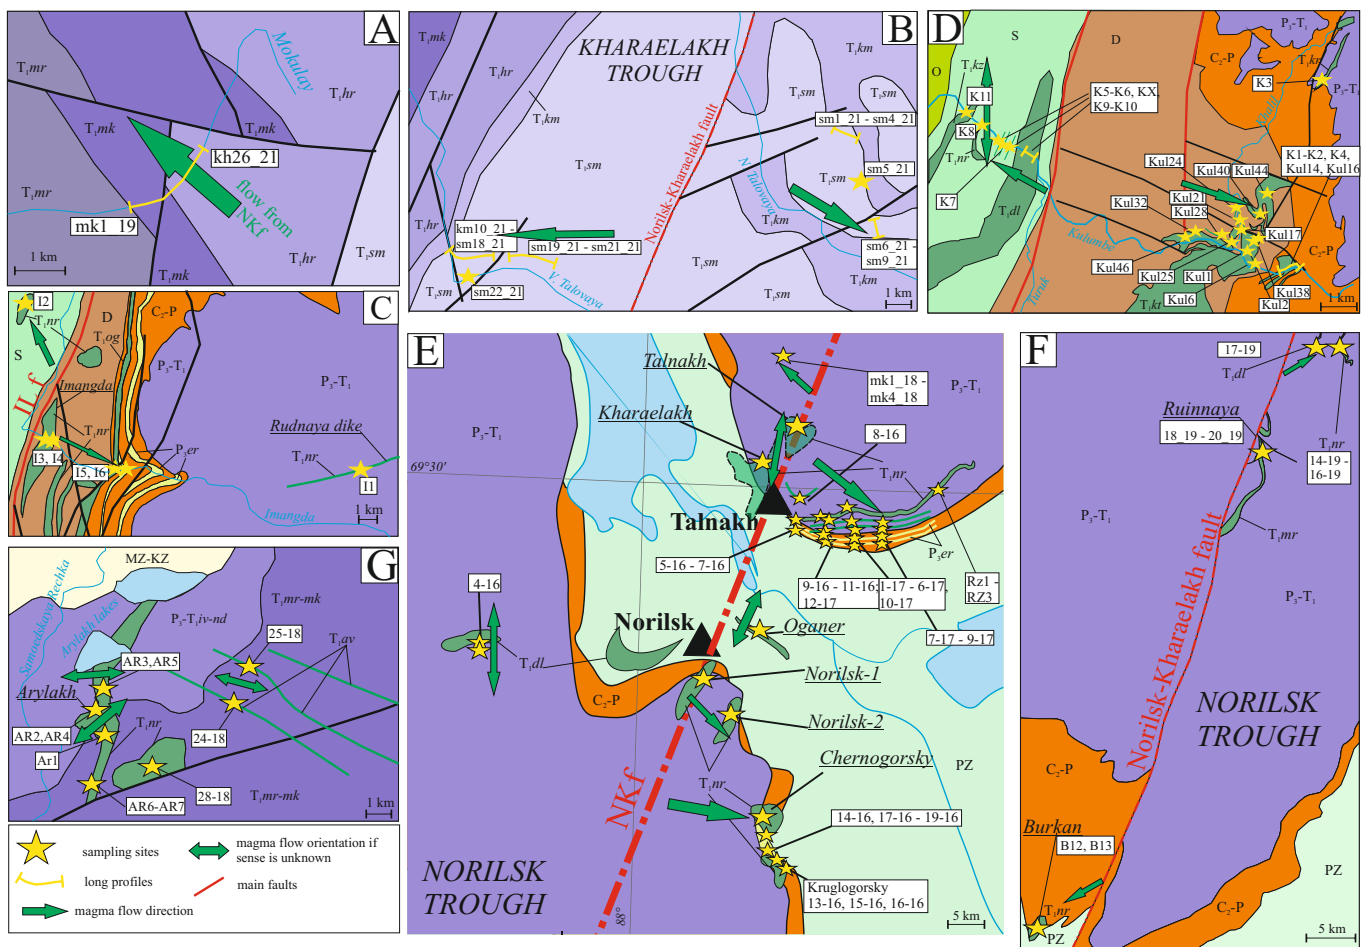 A
T₁mk
T₁mr
Mokulay
T₁hr
T₁mk
T₁mk
kh26_21
T₁mr
flow from
NKf
mk1_19
T₁hr
T₁sm
1 km
T₁mk
B
T₁mk
KHARAELAKH
TROUGH
T₁km
T₁hr
T₁hr
T₁km
T₁sm
T₁sm
sm1_21 - sm4_21
Norilsk-Kharaelakh fault
T₁sm
N. Talovaya
T₁sm
sm5_21
T₁km
T₁hr
km10_21 -
sm18_21
sm19_21 - sm21_21
sm6_21 -
sm9_21
T₁sm
T₁sm
sm22_21
V. Talovaya
T₁sm
T₁km
1 km
D
S
D
P₃-T₁
C₂-P
T₁kz
O
T₁kn
K3
P₃-T₁
K11
K5-K6, KX,
K9-K10
K8
Khalil
T₁nr
K1-K2, K4,
Kul14, Kul16
Kul24
Kul40
Kul44
K7
T₁dl
Kul32
Kul21
Kul28
Kulumbe
Kul17
Kul46
C₂-P
Kul25
Kul1
Turuk
T₁kt
Kul6
Kul38
Kul2
1 km
C
I2
T₁nr
D
C₂-P
S
T₁og
P₃-T₁
P₃-T₁
ILf
Imangda
T₁nr
Rudnaya dike
P₃er
T₁nr
I3, I4
I5, I6
I1
Imangda
1 km
E
Talnakh
mk1_18 -
mk4_18
P₃-T₁
Kharaelakh
P₃-T₁
8-16
69°30'
T₁nr
Talnakh
P₃er
5-16 - 7-16
9-16 - 11-16;
12-17
1-17 - 6-17,
10-17
Rz1 -
RZ3
4-16
Norilsk
Oganer
7-17 - 9-17
T₁dl
Norilsk-1
C₂-P
Norilsk-2
Chernogorsky
PZ
T₁nr
NKf
14-16, 17-16 - 19-16
NORILSK
TROUGH
Kruglogorsky
13-16, 15-16, 16-16
88°
5 km
F
17-19
T₁dl
Ruinnaya
18_19 - 20_19
T₁nr
14-19 -
16-19
P₃-T₁
T₁mr
Norilsk-Kharaelakh fault
P₃-T₁
NORILSK
TROUGH
C₂-P
Burkan
B12, B13
PZ
T₁nr
C₂-P
PZ
5 km
G
MZ-KZ
Samoedskaya Rechka
Arylakh lakes
P₃-T₁iv-nd
T₁mr-mk
25-18
T₁av
AR3, AR5
Arylakh
AR2, AR4
T₁nr
24-18
Ar1
28-18
T₁mr-mk
AR6-AR7
1 km
sampling sites
magma flow orientation if
sense is unknown
long profiles
main faults
magma flow direction